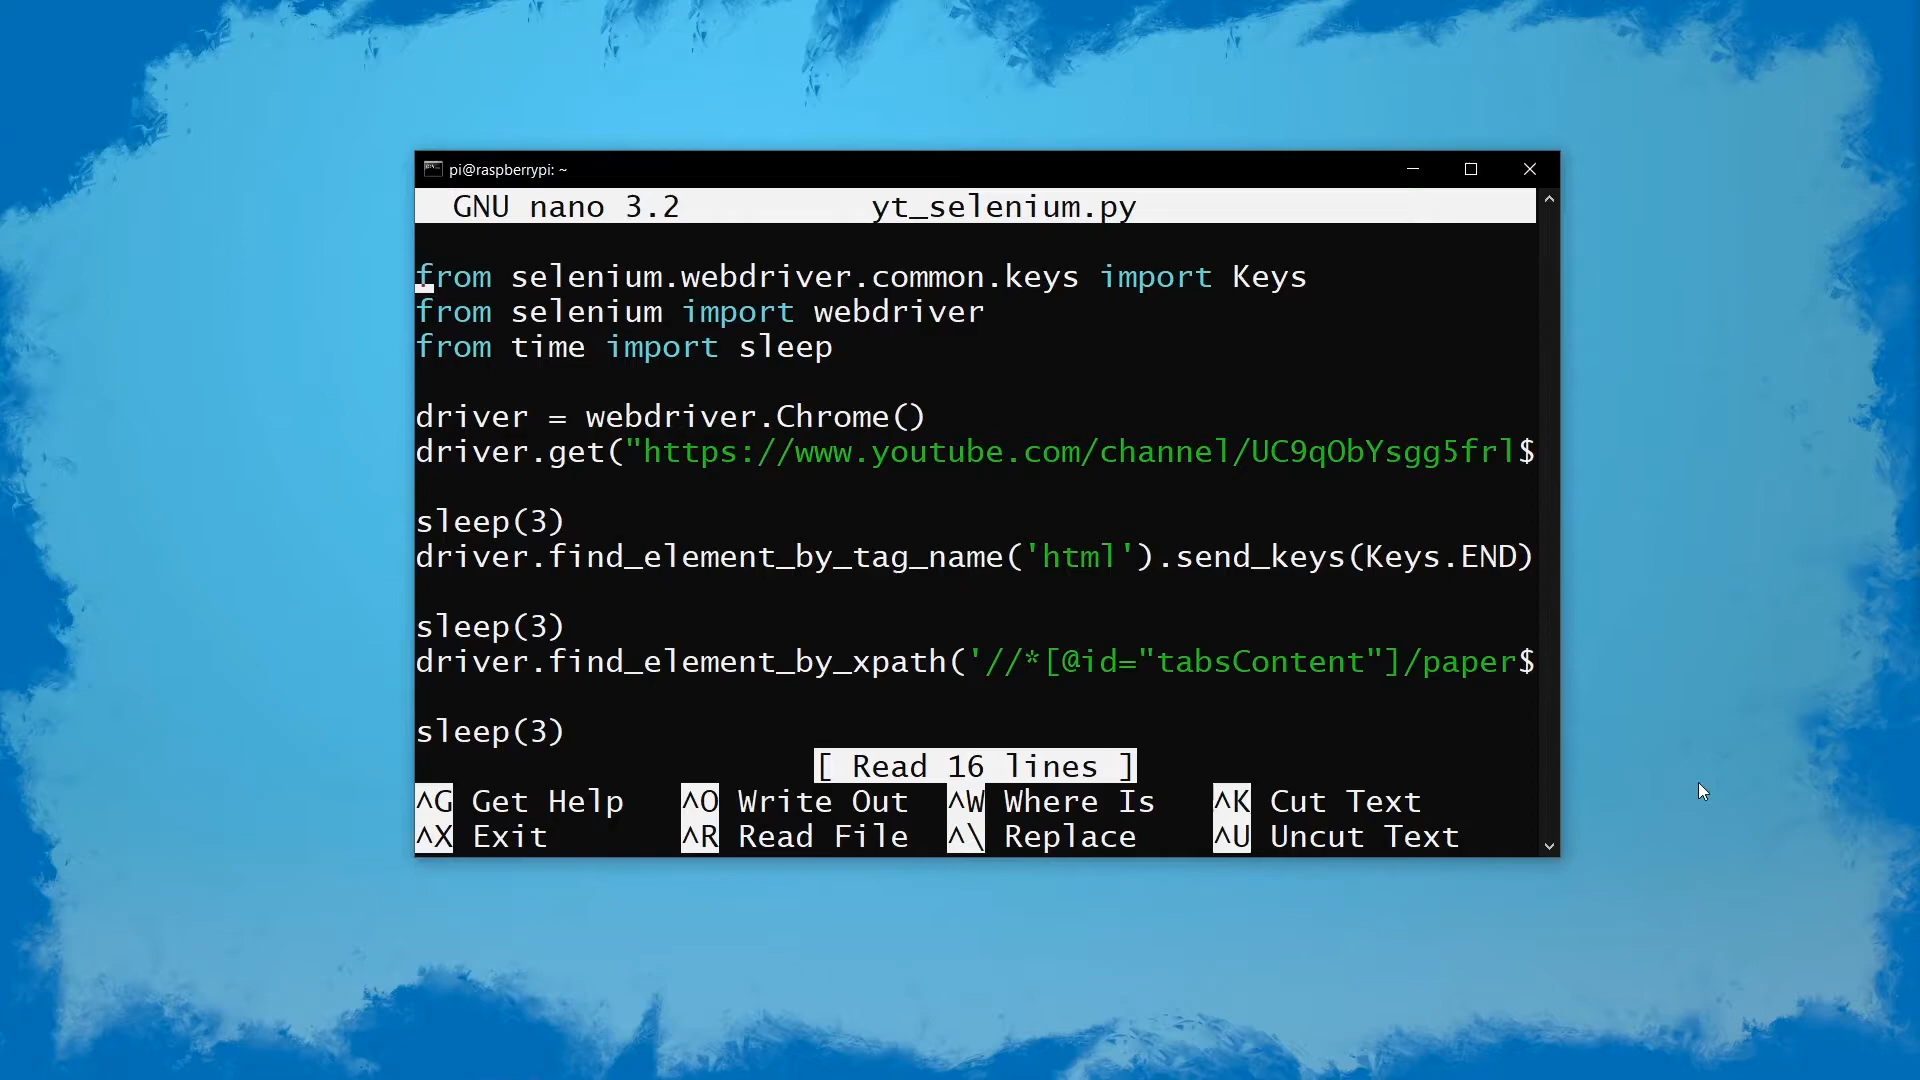 pi@raspberrypi: ~
GNU nano 3.2 yt_selenium.py
from selenium.webdriver.common.keys import Keys
from selenium import webdriver
from time import sleep
driver = webdriver.Chrome()
driver.get("https://www.youtube.com/channel/UC9qObYsgg5frl$
sleep(3)
driver.find_element_by_tag_name('html').send_keys(Keys.END)
sleep(3)
driver.find_element_by_xpath('//*[@id="tabsContent"]/paper$
sleep(3)
[ Read 16 lines ]
^G Get Help ^O Write Out ^W Where Is ^K Cut Text
^X Exit ^R Read File ^\ Replace ^U Uncut Text